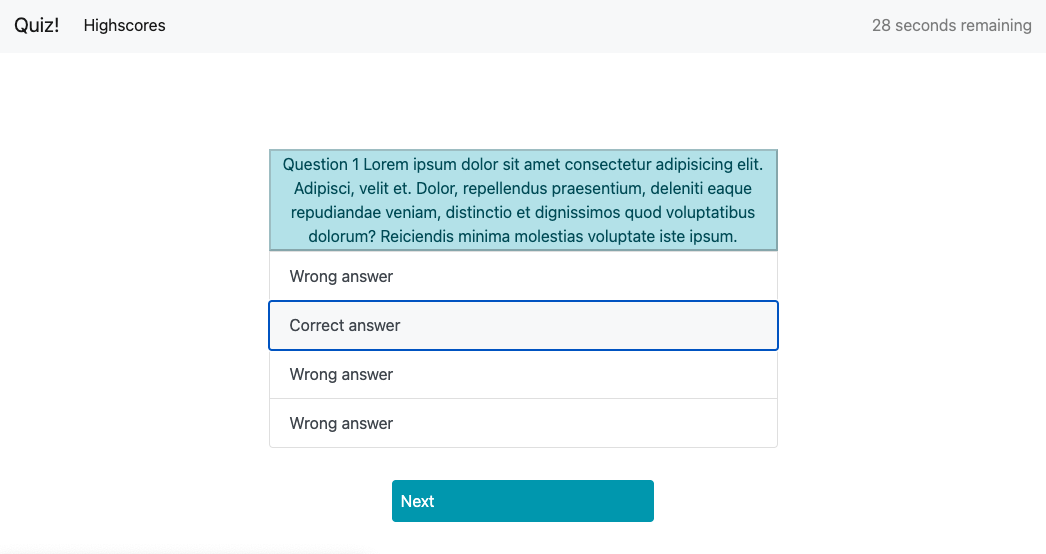 Quiz! Highscores 28 seconds remaining
Question 1 Lorem ipsum dolor sit amet consectetur adipisicing elit.
Adipisci, velit et. Dolor, repellendus praesentium, deleniti eaque
repudiandae veniam, distinctio et dignissimos quod voluptatibus
dolorum? Reiciendis minima molestias voluptate iste ipsum.
Wrong answer
Correct answer
Wrong answer
Wrong answer
Next